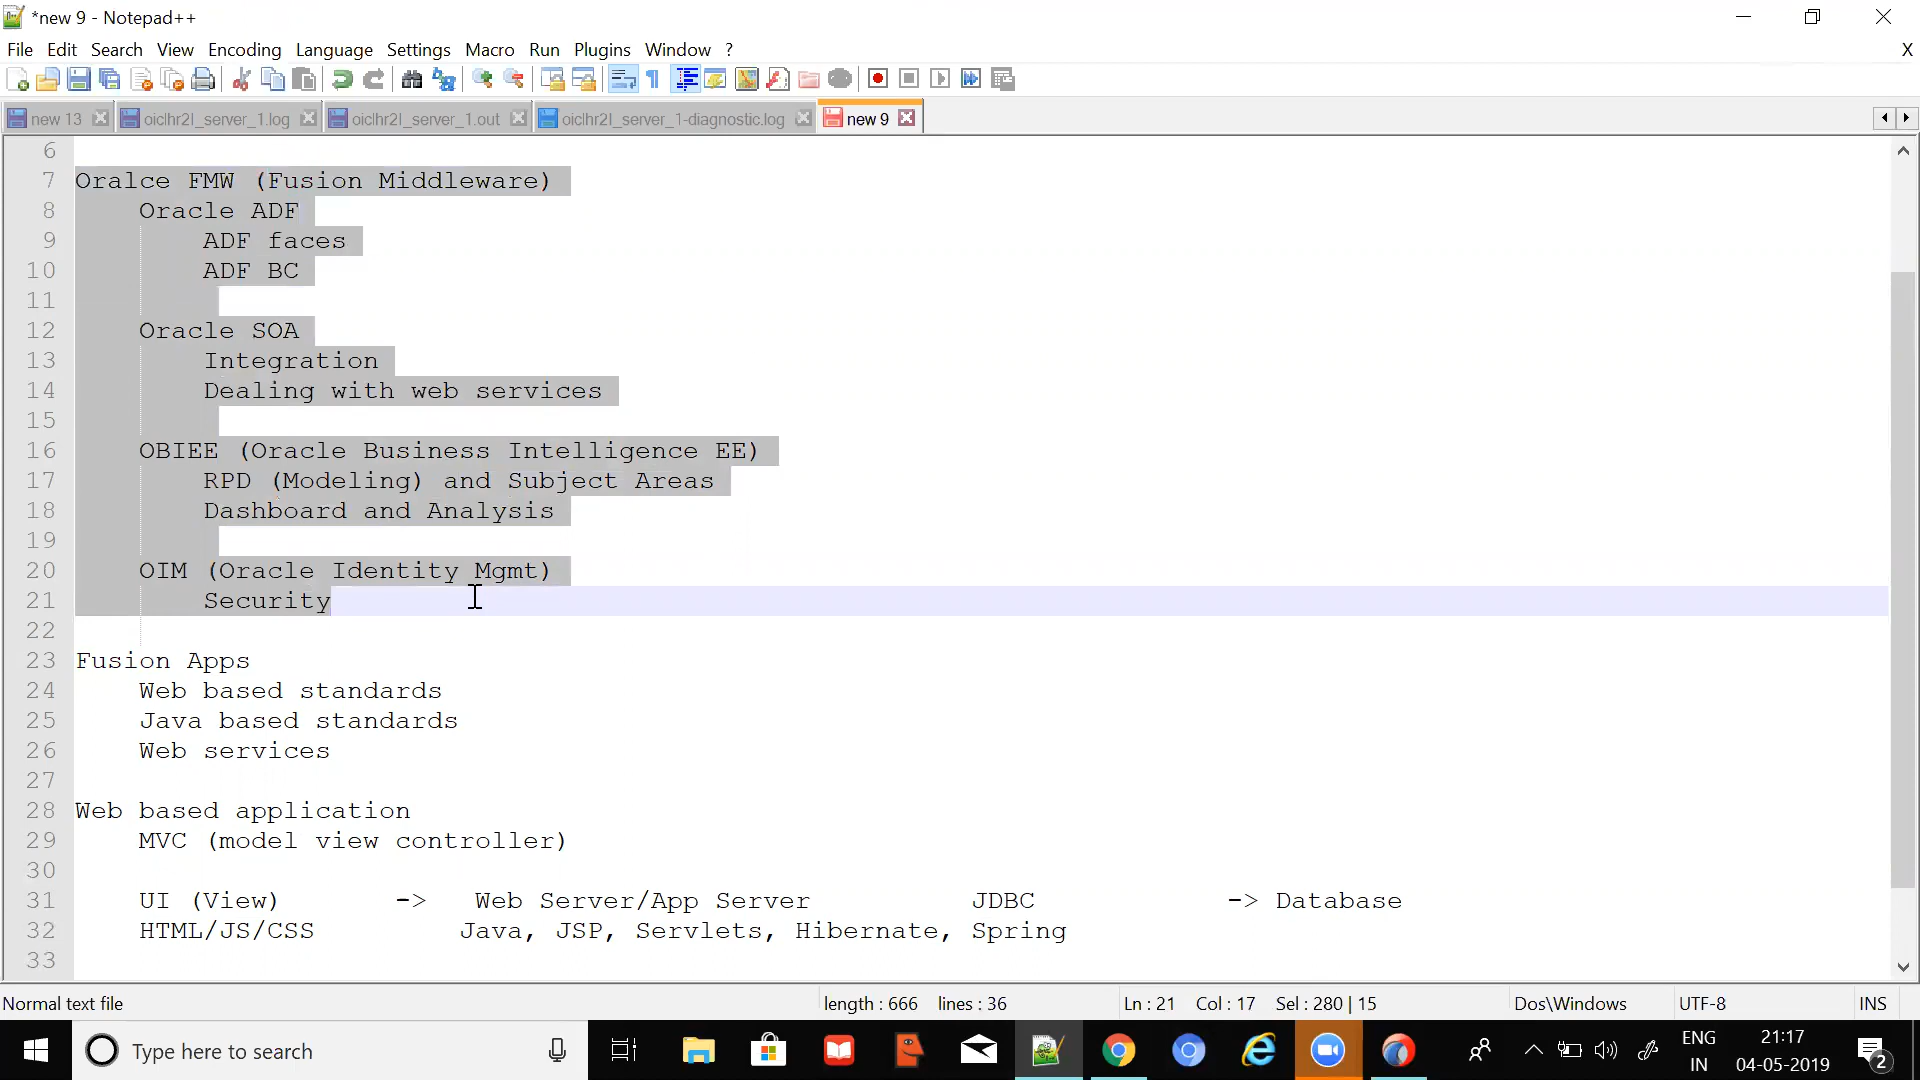 *new 9 - Notepad++
File Edit Search View Encoding Language Settings Macro Run Plugins Window ? X
new 13 oiclhr2l_server_1.log oiclhr2l_server_1.out oiclhr2l_server_1-diagnostic.log new 9
6
7 Oralce FMW (Fusion Middleware)
8 Oracle ADF
9 ADF faces
10 ADF BC
11
12 Oracle SOA
13 Integration
14 Dealing with web services
15
16 OBIEE (Oracle Business Intelligence EE)
17 RPD (Modeling) and Subject Areas
18 Dashboard and Analysis
19
20 OIM (Oracle Identity Mgmt)
21 Security
22
23 Fusion Apps
24 Web based standards
25 Java based standards
26 Web services
27
28 Web based application
29 MVC (model view controller)
30
31 UI (View) -> Web Server/App Server JDBC -> Database
32 HTML/JS/CSS Java, JSP, Servlets, Hibernate, Spring
33
Normal text file length : 666 lines : 36 Ln : 21 Col : 17 Sel : 280 | 15 Dos\Windows UTF-8 INS
Type here to search ENG 21:17
IN 04-05-2019 2